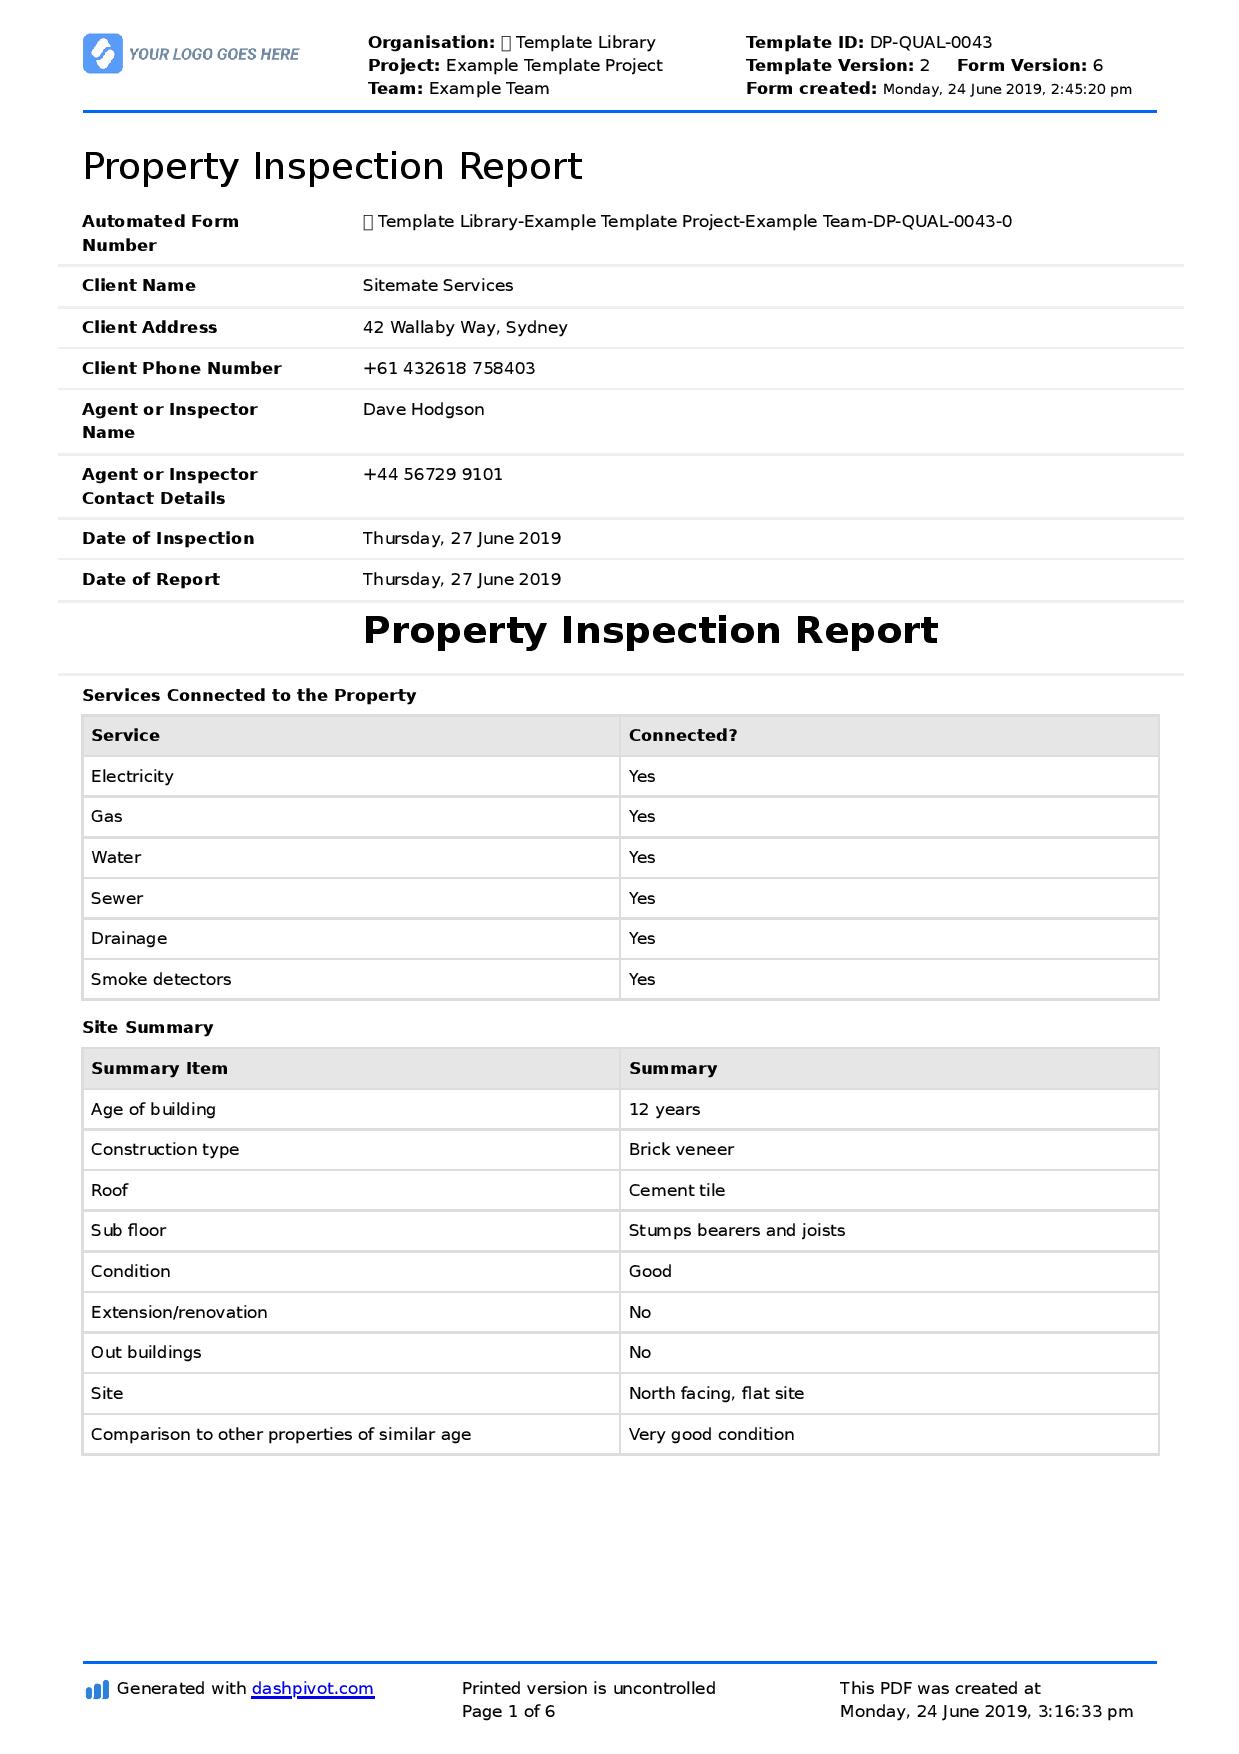 YOUR LOGO GOES HERE
Organisation: Template Library
Project: Example Template Project
Team: Example Team
Template ID: DP-QUAL-0043
Template Version: 2 Form Version: 6
Form created: Monday, 24 June 2019, 2:45:20 pm
Property Inspection Report
Automated Form Number
Template Library-Example Template Project-Example Team-DP-QUAL-0043-0
Client Name Sitemate Services
Client Address 42 Wallaby Way, Sydney
Client Phone Number +61 432618 758403
Agent or Inspector Name
Dave Hodgson
Agent or Inspector Contact Details
+44 56729 9101
Date of Inspection Thursday, 27 June 2019
Date of Report Thursday, 27 June 2019
Property Inspection Report
Services Connected to the Property
Service Connected?
Electricity Yes
Gas Yes
Water Yes
Sewer Yes
Drainage Yes
Smoke detectors Yes
Site Summary
Summary Item Summary
Age of building 12 years
Construction type Brick veneer
Roof Cement tile
Sub floor Stumps bearers and joists
Condition Good
Extension/renovation No
Out buildings No
Site North facing, flat site
Comparison to other properties of similar age Very good condition
Generated with dashpivot.com
Printed version is uncontrolled
Page 1 of 6
This PDF was created at
Monday, 24 June 2019, 3:16:33 pm